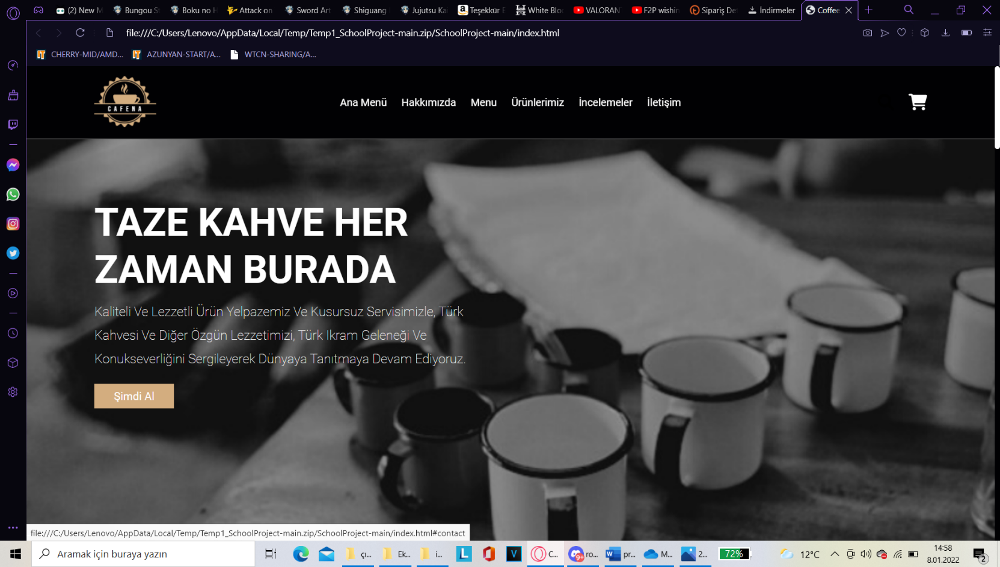 (2) New M
Bungou St
Boku no H
Attack on
Sword Art
Shiguang
Jujutsu Kai
Teşekkür E
White Bloo
VALORAN
F2P wishin
Sipariş De
İndirmeler
Coffee
file:///C:/Users/Lenovo/AppData/Local/Temp/Temp1_SchoolProject-main.zip/SchoolProject-main/index.html
CHERRY-MID/AMD... AZUNYAN-START/A... WTCN-SHARING/A...
CAFENA
Ana Menü Hakkımızda Menu Ürünlerimiz İncelemeler İletişim
TAZE KAHVE HER
ZAMAN BURADA
Kaliteli Ve Lezzetli Ürün Yelpazemiz Ve Kusursuz Servisimizle, Türk
Kahvesi Ve Diğer Özgün Lezzetimizi, Türk Ikram Geleneği Ve
Konukseverliğini Sergileyerek Dünyaya Tanıtmaya Devam Ediyoruz.
Şimdi Al
file:///C:/Users/Lenovo/AppData/Local/Temp/Temp1_SchoolProject-main.zip/SchoolProject-main/index.html#contact
Aramak için buraya yazın
çı...
Ek...
i...
C...
9+ ro...
pr...
M...
2...
72%
12°C
14:58
8.01.2022
2